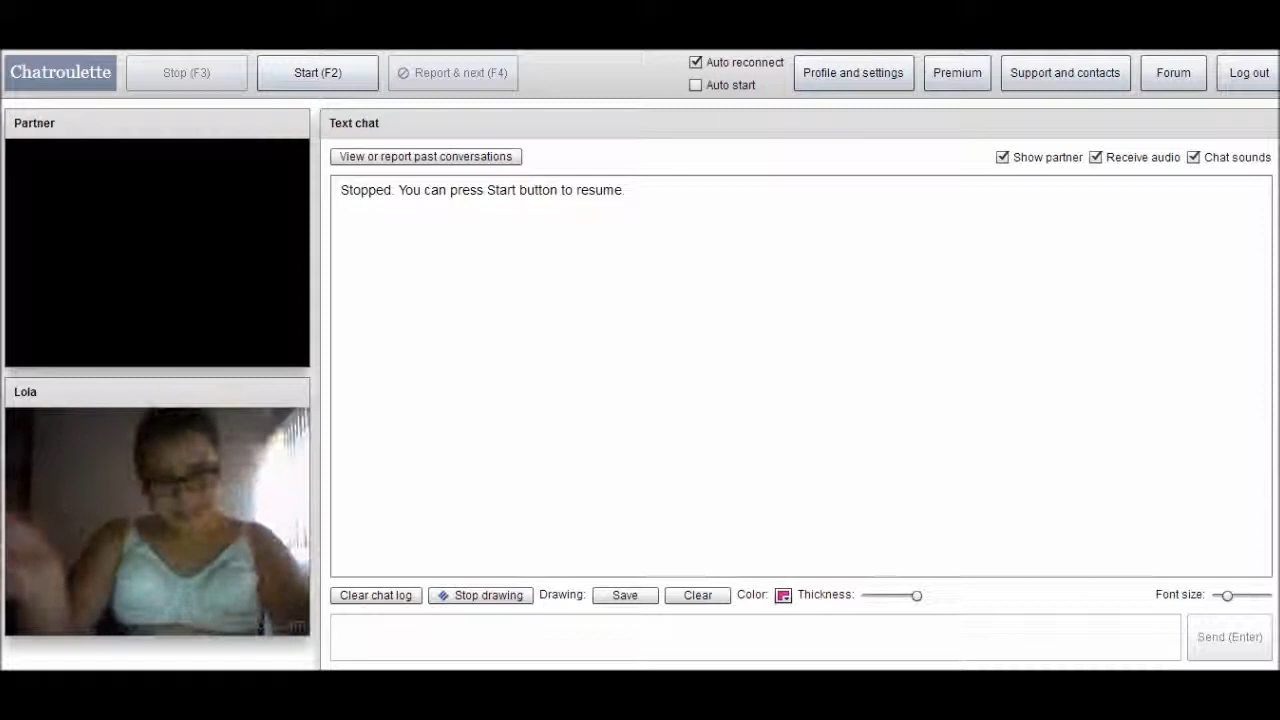 Chatroulette
Stop (F3)
Start (F2)
Report & next (F4)
Auto reconnect
Auto start
Profile and settings
Premium
Support and contacts
Forum
Log out
Partner
Text chat
View or report past conversations
Show partner
Receive audio
Chat sounds
Stopped. You can press Start button to resume.
Lola
Clear chat log
Stop drawing
Drawing:
Save
Clear
Color:
Thickness:
Font size:
Send (Enter)